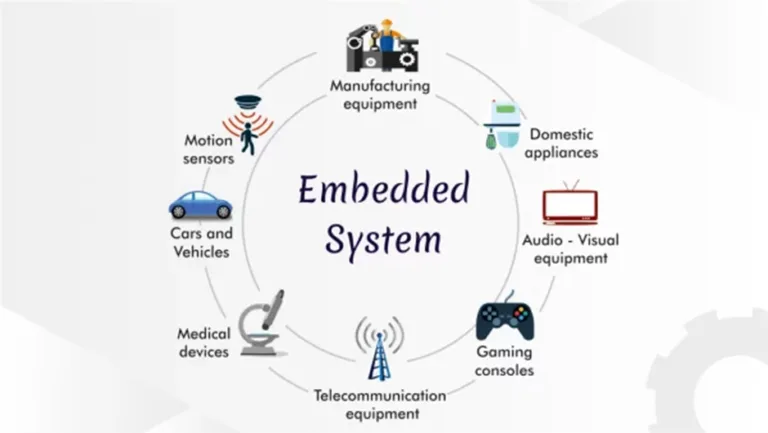 Manufacturing
equipment
Domestic
appliances
Audio - Visual
equipment
Gaming
consoles
Telecommunication
equipment
Medical
devices
Cars and
Vehicles
Motion
sensors
Embedded
System